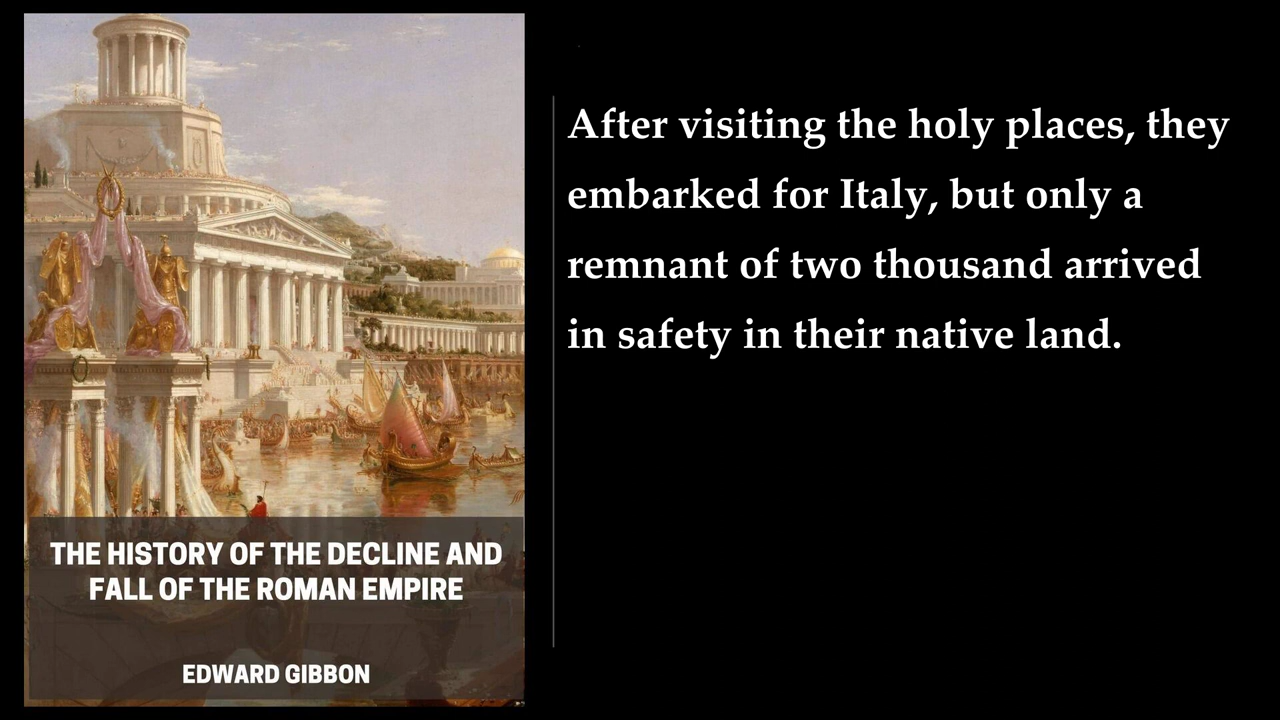 After visiting the holy places, they
embarked for Italy, but only a
remnant of two thousand arrived
in safety in their native land.
THE HISTORY OF THE DECLINE AND
FALL OF THE ROMAN EMPIRE
EDWARD GIBBON